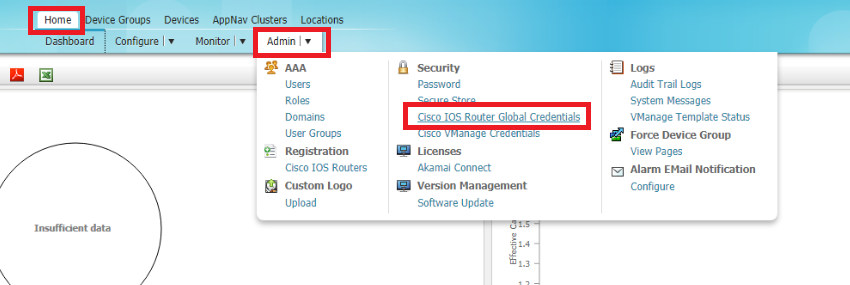 Home Device Groups Devices AppNav Clusters Locations
Dashboard Configure | ▾ Monitor | ▾ Admin | ▾
AAA
Users
Roles
Domains
User Groups
Registration
Cisco IOS Routers
Custom Logo
Upload
Security
Password
Secure Store
Cisco IOS Router Global Credentials
Cisco VManage Credentials
Licenses
Akamai Connect
Version Management
Software Update
Logs
Audit Trail Logs
System Messages
VManage Template Status
Force Device Group
View Pages
Alarm EMail Notification
Configure
Insufficient data
Effective Ca
1.5
1.4
1.3
1.2